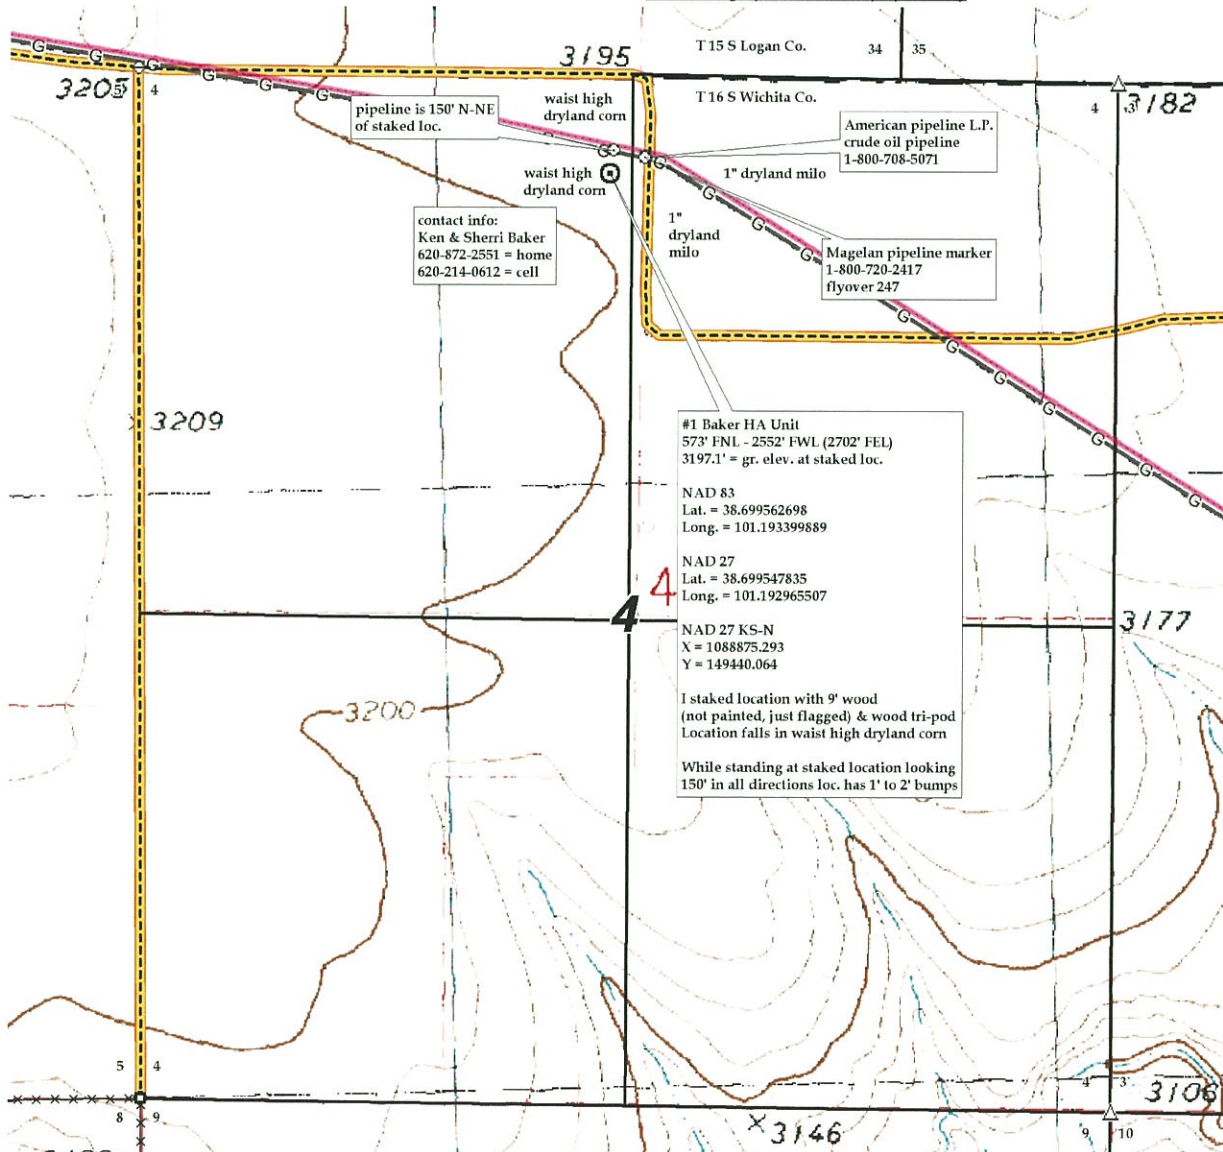 T 15 S Logan Co.
34 35
3195
3205
5 4
T 16 S Wichita Co.
4 3
3182
waist high
dryland corn
pipeline is 150' N-NE
of staked loc.
American pipeline L.P.
crude oil pipeline
1-800-708-5071
waist high
dryland corn
1" dryland milo
contact info:
Ken & Sherri Baker
620-872-2551 = home
620-214-0612 = cell
1"
dryland
milo
Magelan pipeline marker
1-800-720-2417
flyover 247
G G G G G G G G G G G G G G G G G G
3209
#1 Baker HA Unit
573' FNL - 2552' FWL (2702' FEL)
3197.1' = gr. elev. at staked loc.
NAD 83
Lat. = 38.699562698
Long. = 101.193399889
NAD 27
Lat. = 38.699547835
Long. = 101.192965507
NAD 27 KS-N
X = 1088875.293
Y = 149440.064
I staked location with 9' wood
(not painted, just flagged) & wood tri-pod
Location falls in waist high dryland corn
While standing at staked location looking
150' in all directions loc. has 1' to 2' bumps
4 4
3177
3200
5 4
8 9
4 3
3106
3146
9 10